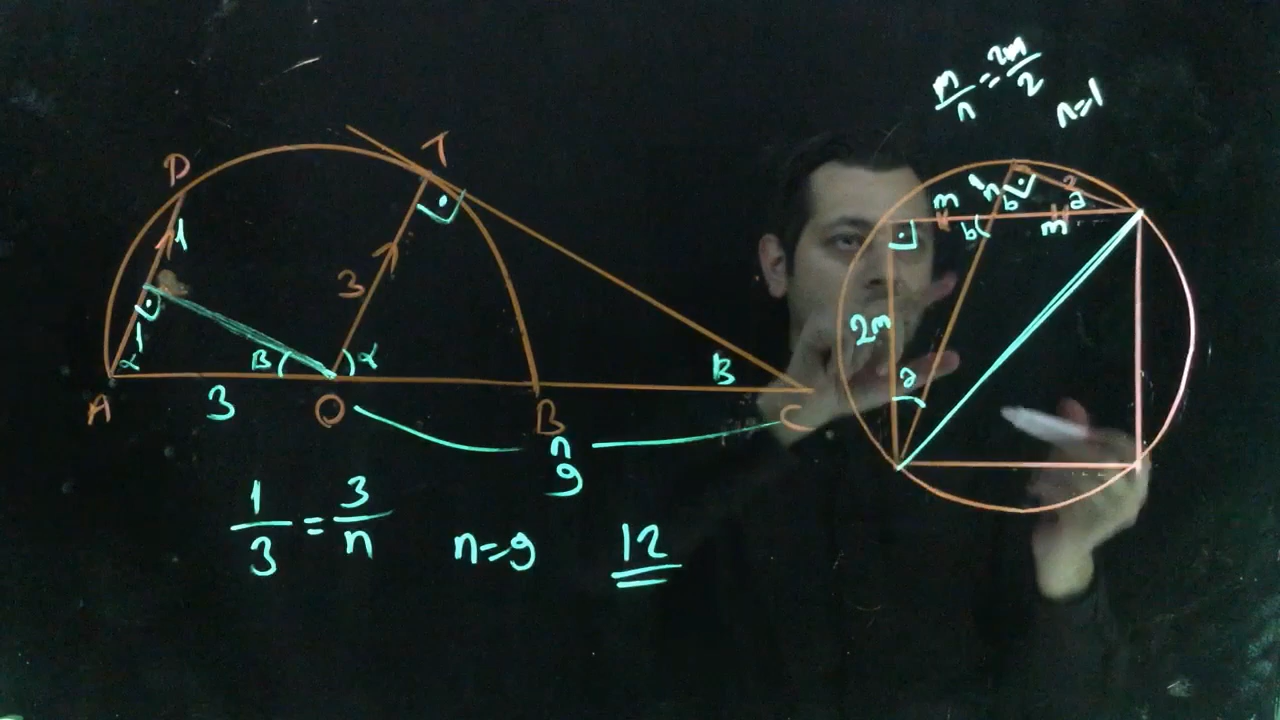 D
T
1
3
1
α
B
α
B
A
3
O
B
C
n
9
1/3 = 3/n
n=9
12
m/n = 2m/2
n=1
m
n
b
2
a
b
m
2m
a